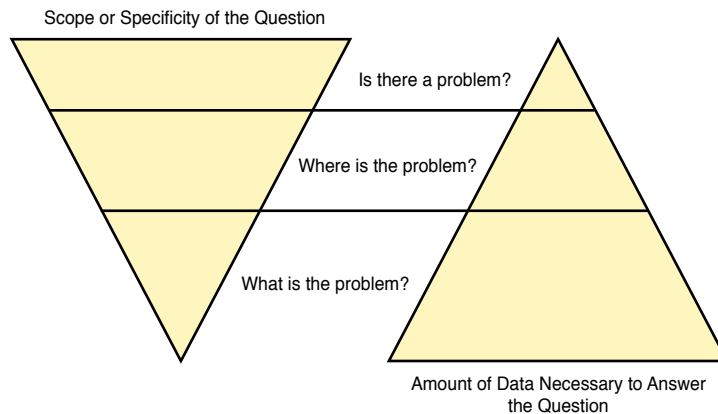 Scope or Specificity of the Question
Is there a problem?
Where is the problem?
What is the problem?
Amount of Data Necessary to Answer
the Question